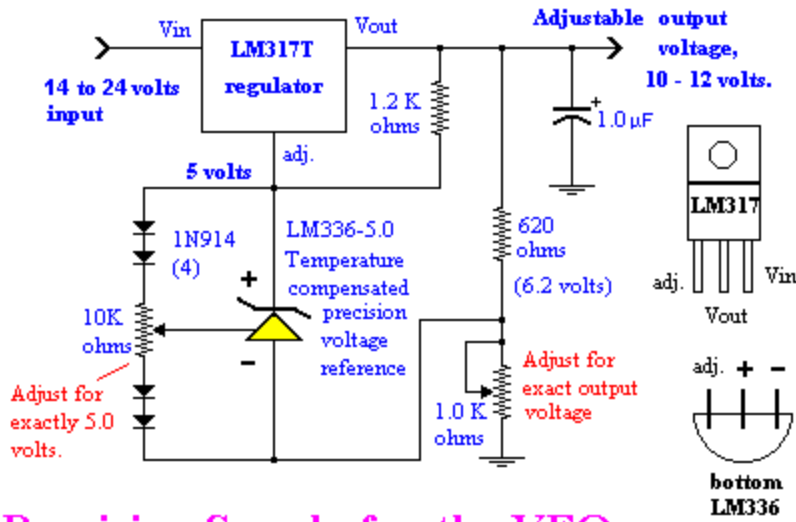 Vin
LM317T
regulator
Vout
Adjustable output
voltage,
10 - 12 volts.
14 to 24 volts
input
1.2 K
ohms
+
1.0 µF
adj.
5 volts
LM317
1N914
(4)
LM336-5.0
Temperature
compensated
precision
voltage
reference
+
-
620
ohms
(6.2 volts)
adj.
Vin
Vout
10K
ohms
Adjust for
exactly 5.0
volts.
1.0 K
ohms
Adjust for
exact output
voltage
adj. + -
bottom
LM336